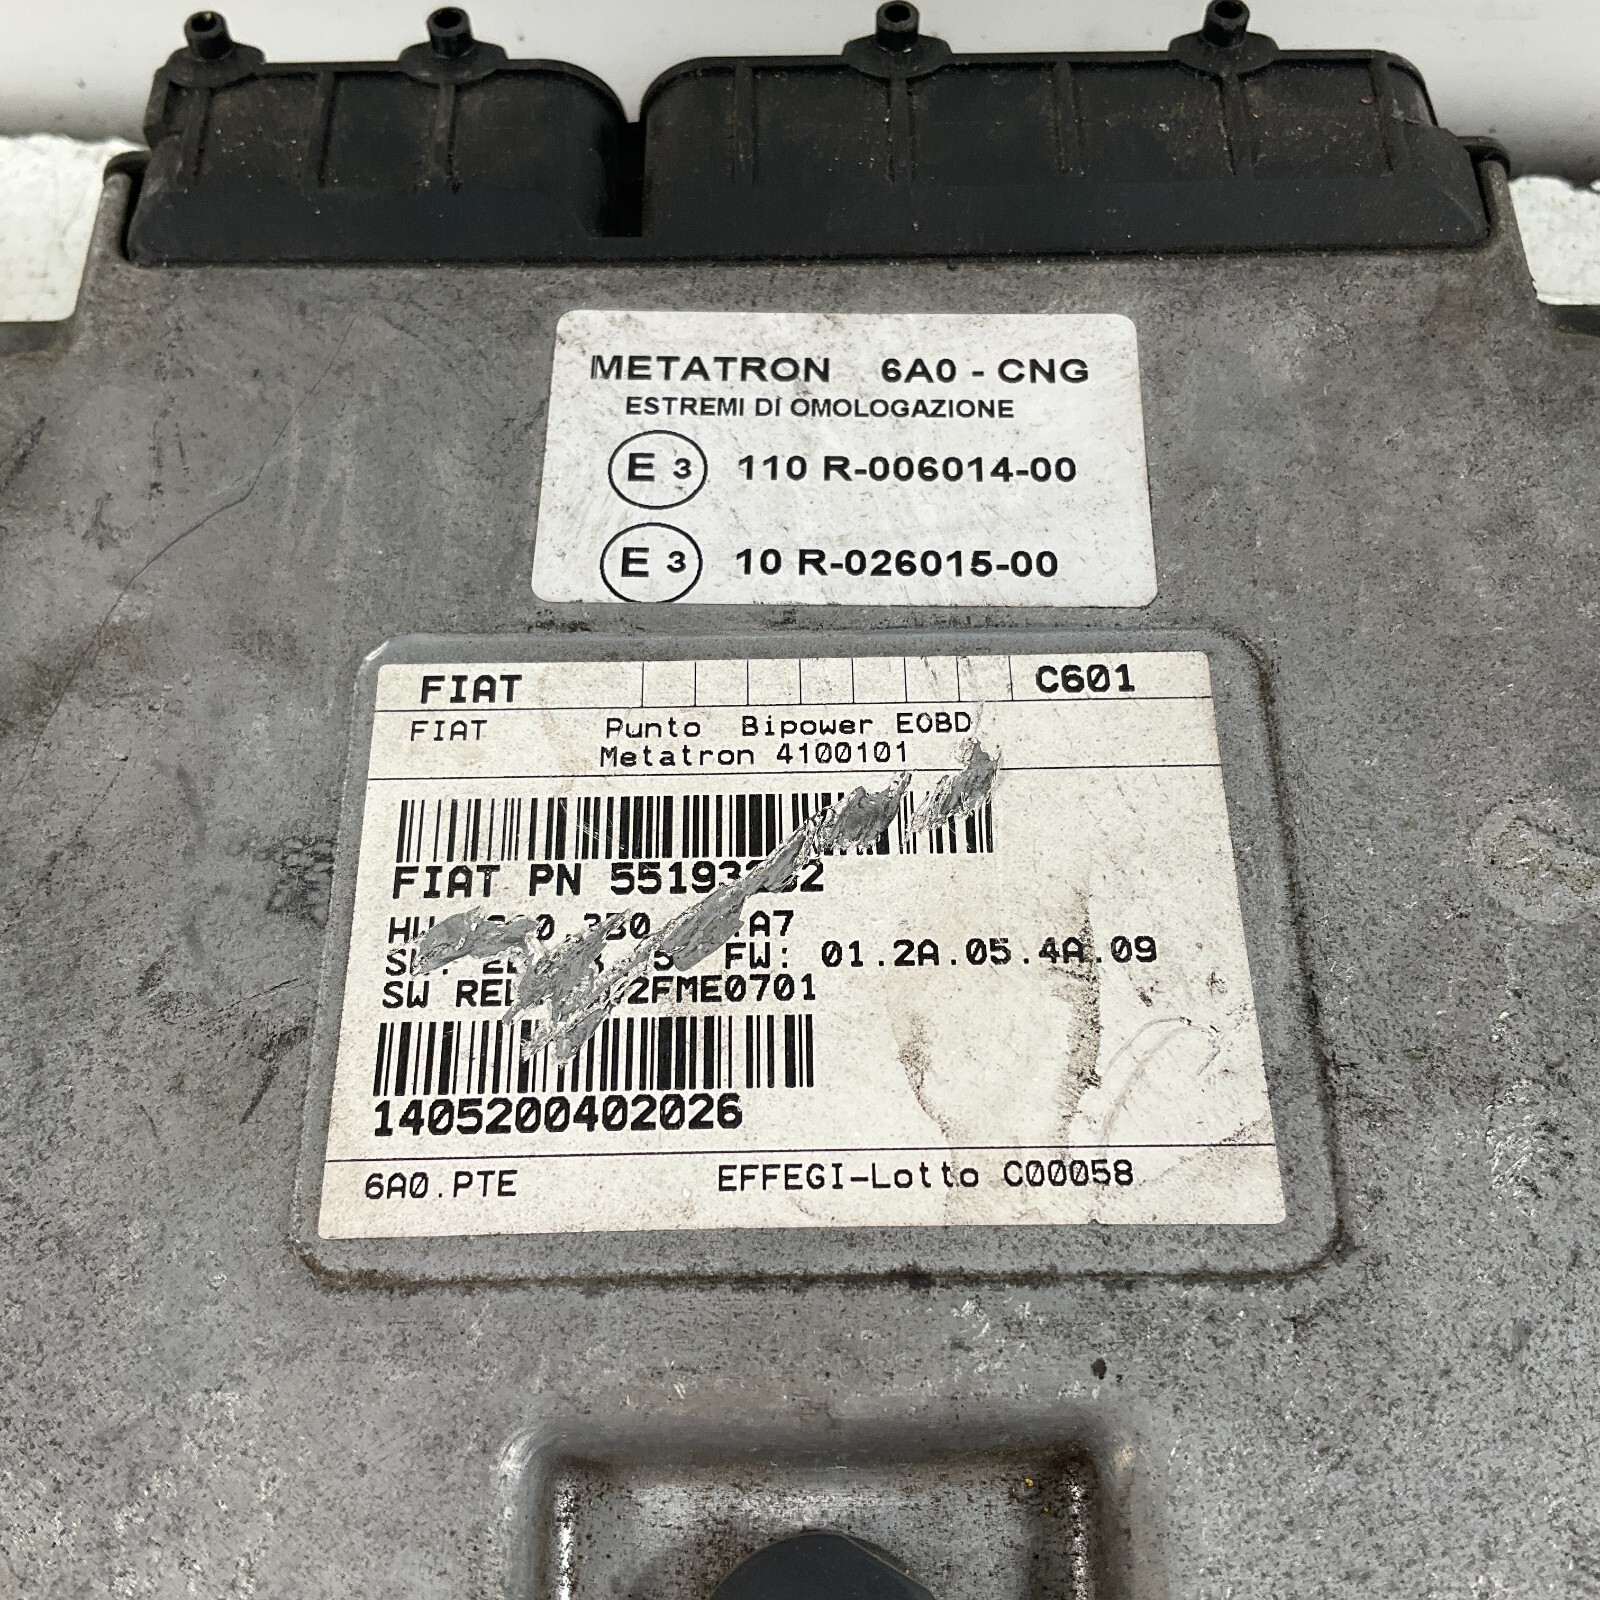 METATRON 6A0 - CNG
ESTREMI DI OMOLOGAZIONE
E 3 110 R-006014-00
E 3 10 R-026015-00
FIAT C601
FIAT Punto Bipower EOBD
Metatron 4100101
FIAT PN
FW: 01.2A.05.4A.09
SW
1405200402026
6A0.PTE EFFEGI-Lotto C00058